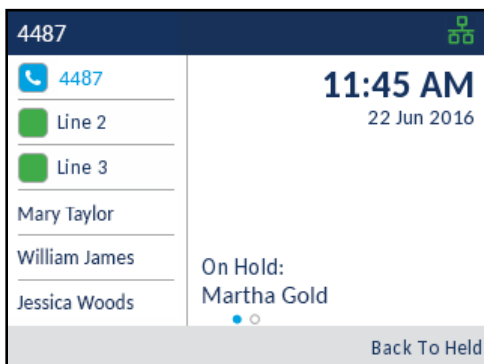 4487
4487
Line 2
Line 3
Mary Taylor
William James
Jessica Woods
11:45 AM
22 Jun 2016
On Hold:
Martha Gold
Back To Held